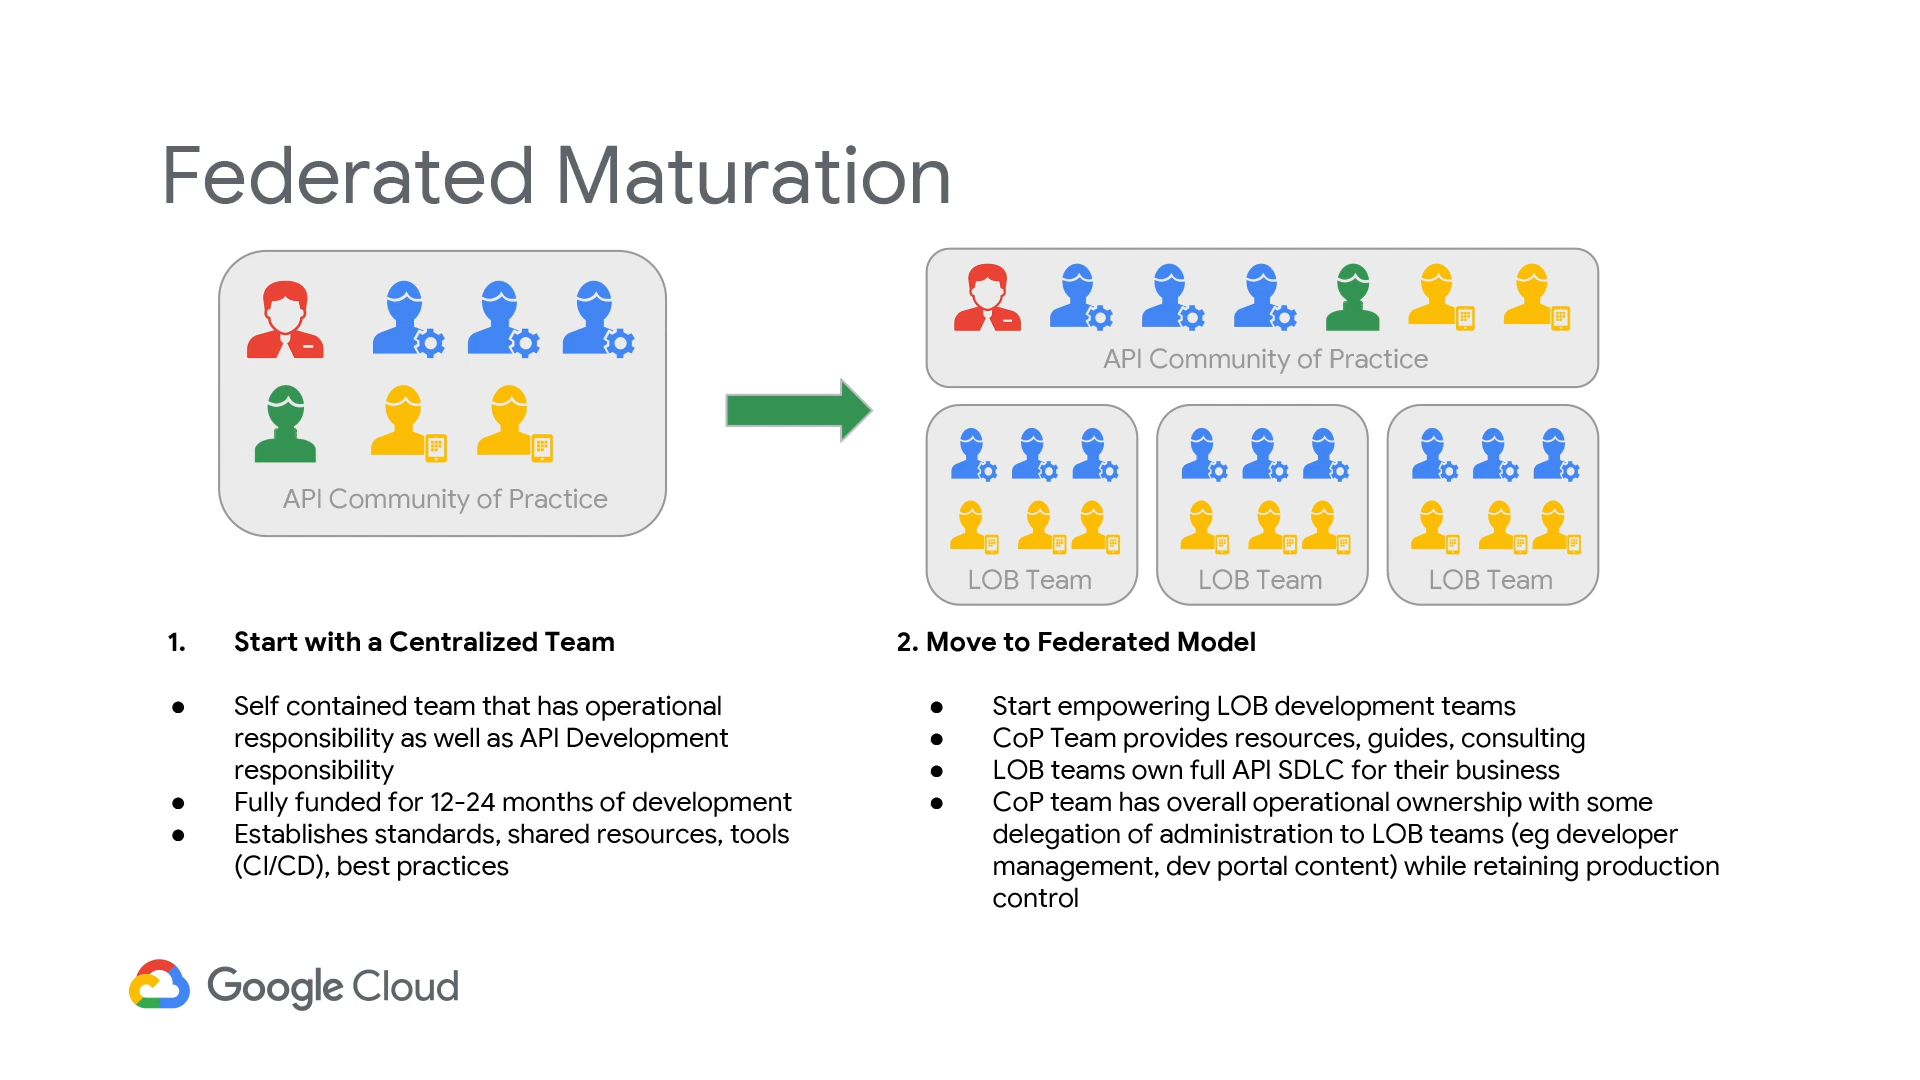 Federated Maturation
API Community of Practice
API Community of Practice
LOB Team
LOB Team
LOB Team
1. Start with a Centralized Team
● Self contained team that has operational
responsibility as well as API Development
responsibility
● Fully funded for 12-24 months of development
● Establishes standards, shared resources, tools
(CI/CD), best practices
2. Move to Federated Model
● Start empowering LOB development teams
● CoP Team provides resources, guides, consulting
● LOB teams own full API SDLC for their business
● CoP team has overall operational ownership with some
delegation of administration to LOB teams (eg developer
management, dev portal content) while retaining production
control
Google Cloud